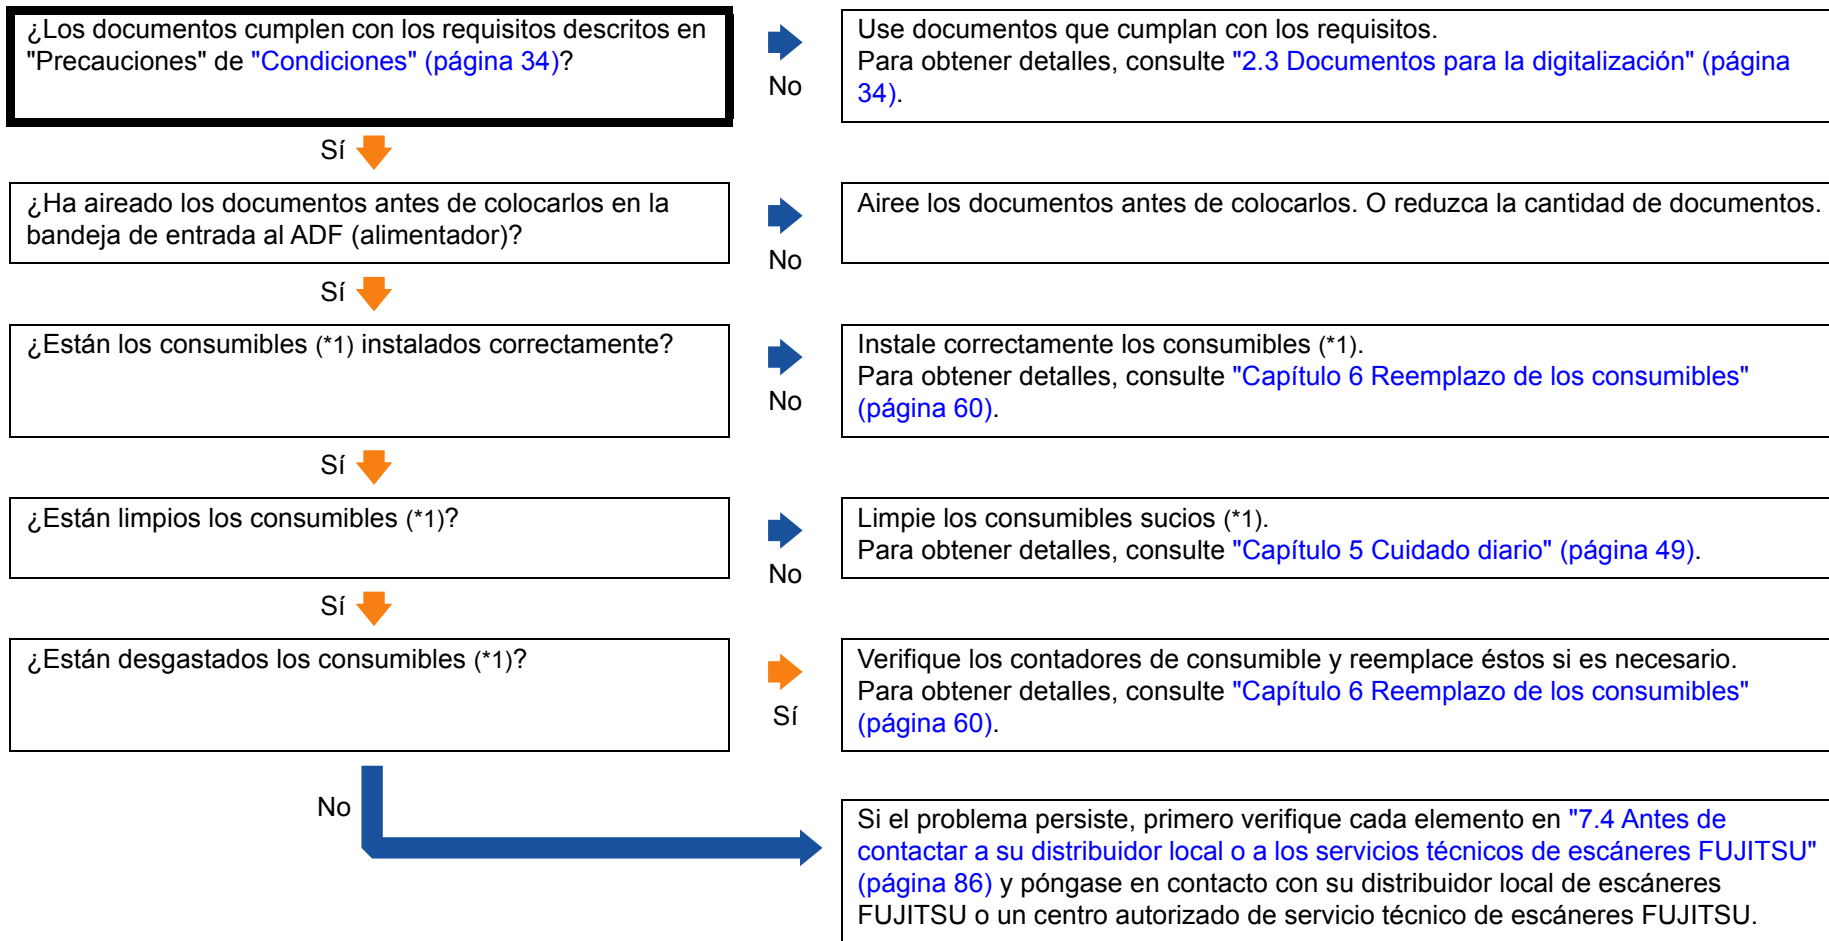 ¿Los documentos cumplen con los requisitos descritos en
"Precauciones" de "Condiciones" (página 34)?
No
Use documentos que cumplan con los requisitos.
Para obtener detalles, consulte "2.3 Documentos para la digitalización" (página
34).
Sí
¿Ha aireado los documentos antes de colocarlos en la
bandeja de entrada al ADF (alimentador)?
No
Airee los documentos antes de colocarlos. O reduzca la cantidad de documentos.
Sí
¿Están los consumibles (*1) instalados correctamente?
No
Instale correctamente los consumibles (*1).
Para obtener detalles, consulte "Capítulo 6 Reemplazo de los consumibles"
(página 60).
Sí
¿Están limpios los consumibles (*1)?
No
Limpie los consumibles sucios (*1).
Para obtener detalles, consulte "Capítulo 5 Cuidado diario" (página 49).
Sí
¿Están desgastados los consumibles (*1)?
Sí
Verifique los contadores de consumible y reemplace éstos si es necesario.
Para obtener detalles, consulte "Capítulo 6 Reemplazo de los consumibles"
(página 60).
No
Si el problema persiste, primero verifique cada elemento en "7.4 Antes de
contactar a su distribuidor local o a los servicios técnicos de escáneres FUJITSU"
(página 86) y póngase en contacto con su distribuidor local de escáneres
FUJITSU o un centro autorizado de servicio técnico de escáneres FUJITSU.